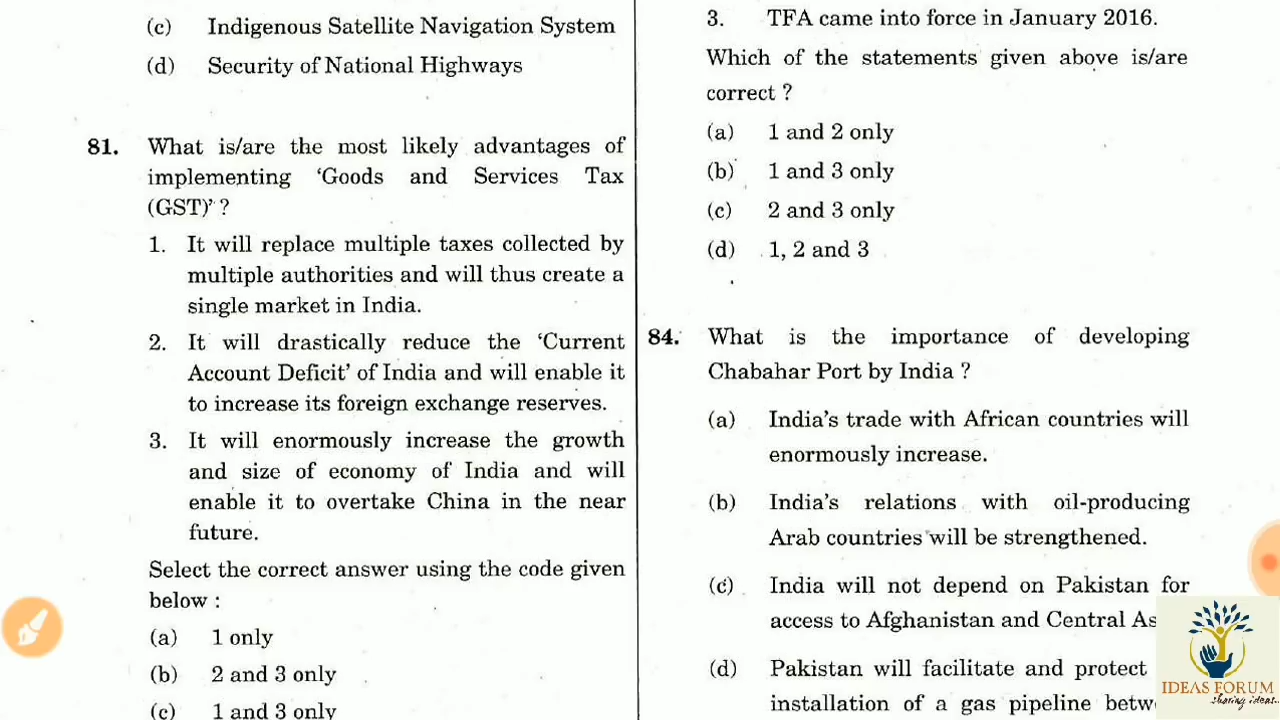 (c) Indigenous Satellite Navigation System
(d) Security of National Highways
81. What is/are the most likely advantages of
implementing ‘Goods and Services Tax
(GST)’ ?
1. It will replace multiple taxes collected by
multiple authorities and will thus create a
single market in India.
2. It will drastically reduce the ‘Current
Account Deficit’ of India and will enable it
to increase its foreign exchange reserves.
3. It will enormously increase the growth
and size of economy of India and will
enable it to overtake China in the near
future.
Select the correct answer using the code given
below :
(a) 1 only
(b) 2 and 3 only
(c) 1 and 3 only
3. TFA came into force in January 2016.
Which of the statements given above is/are
correct ?
(a) 1 and 2 only
(b) 1 and 3 only
(c) 2 and 3 only
(d) 1, 2 and 3
84. What is the importance of developing
Chabahar Port by India ?
(a) India’s trade with African countries will
enormously increase.
(b) India’s relations with oil-producing
Arab countries will be strengthened.
(c) India will not depend on Pakistan for
access to Afghanistan and Central As
(d) Pakistan will facilitate and protect
installation of a gas pipeline betw
IDEAS FORUM
sharing ideas